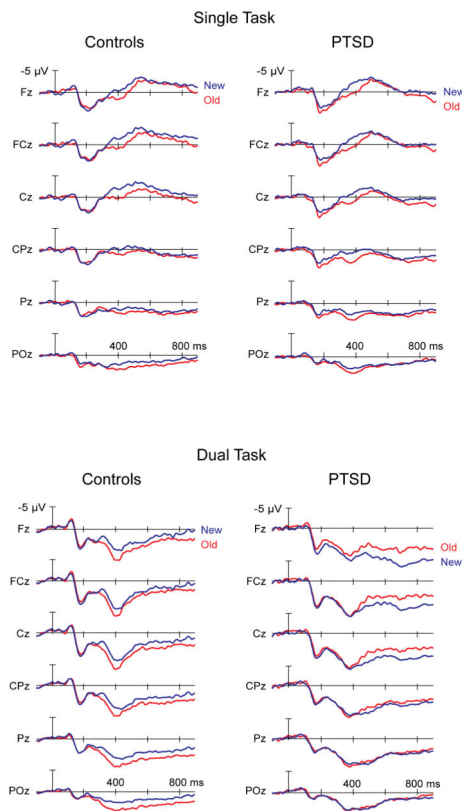 Single Task
Controls PTSD
-5 µV -5 µV
Fz New Fz New
Old Old
FCz FCz
Cz Cz
CPz CPz
Pz Pz
POz 400 800 ms POz 400 800 ms
Dual Task
Controls PTSD
-5 µV -5 µV
Fz New Fz Old
Old New
FCz FCz
Cz Cz
CPz CPz
Pz Pz
POz 400 800 ms POz 400 800 ms